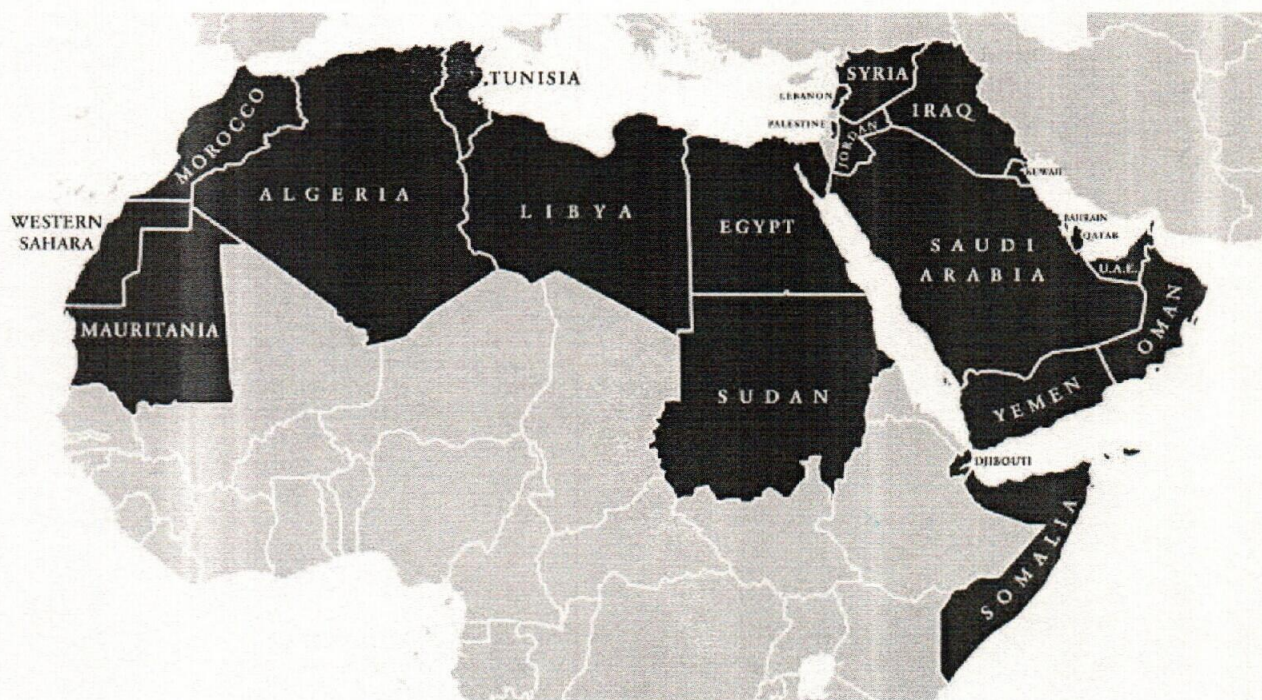 TUNISIA
SYRIA
LEBANON
IRAQ
PALESTINE
JORDAN
MOROCCO
KUWAIT
ALGERIA
LIBYA
WESTERN
SAHARA
EGYPT
BAHRAIN
QATAR
SAUDI
ARABIA
U.A.E.
OMAN
MAURITANIA
SUDAN
YEMEN
DJIBOUTI
SOMALIA